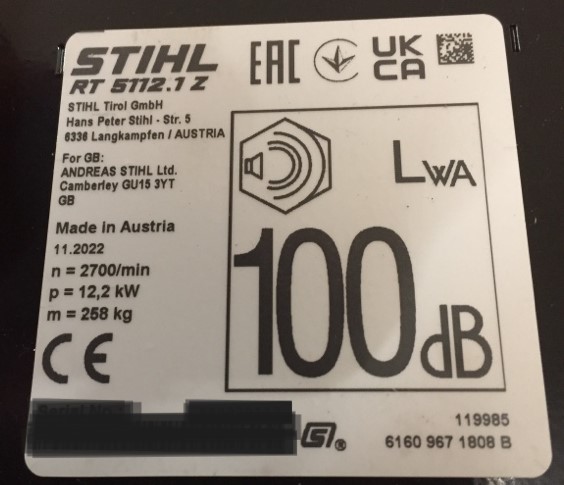 STIHL
RT 5112.1 Z
STIHL Tirol GmbH
Hans Peter Stihl - Str. 5
6336 Langkampfen / AUSTRIA
For GB:
ANDREAS STIHL Ltd.
Camberley GU15 3YT
GB
Made in Austria
11.2022
n = 2700/min
p = 12,2 kW
m = 258 kg
CE
EAC
UK
CA
LWA
100 dB
119985
6160 967 1808 B